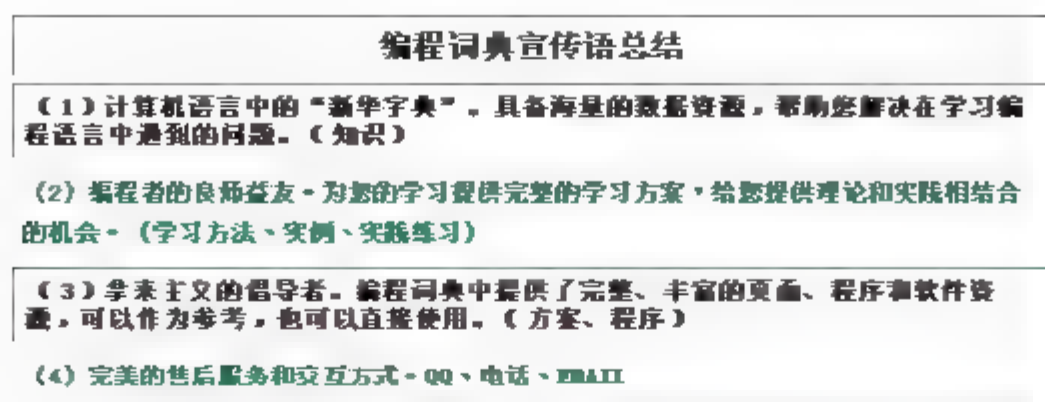 编程词典宣传语总结
（1）计算机语言中的“新华字典”。具备海量的数据资源，帮助您解决在学习编
程语言中遇到的问题。（知识）
（2）编程者的良师益友。为您的学习提供完整的学习方案，给您提供理论和实践相结合
的机会。（学习方法、实例、实践练习）
（3）拿来主义的倡导者。编程词典中提供了完整、丰富的页面、程序和软件资
源，可以作为参考，也可以直接使用。（方案、程序）
（4）完美的售后服务和交互方式。QQ、电话、EMAIL